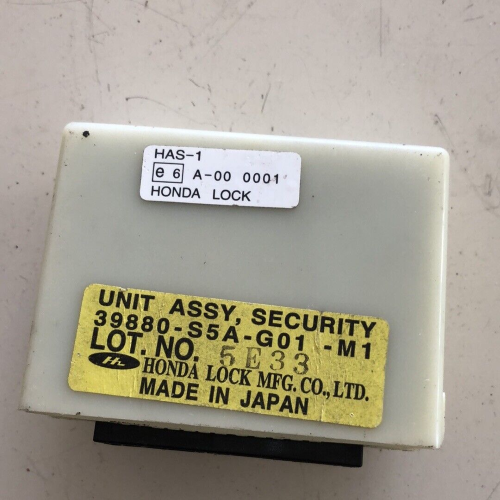 HAS-1
e 6 A-00 0001
HONDA LOCK
UNIT ASSY, SECURITY
39880-S5A-G01 -M1
LOT. NO. 5E33
HL HONDA LOCK MFG. CO., LTD.
MADE IN JAPAN